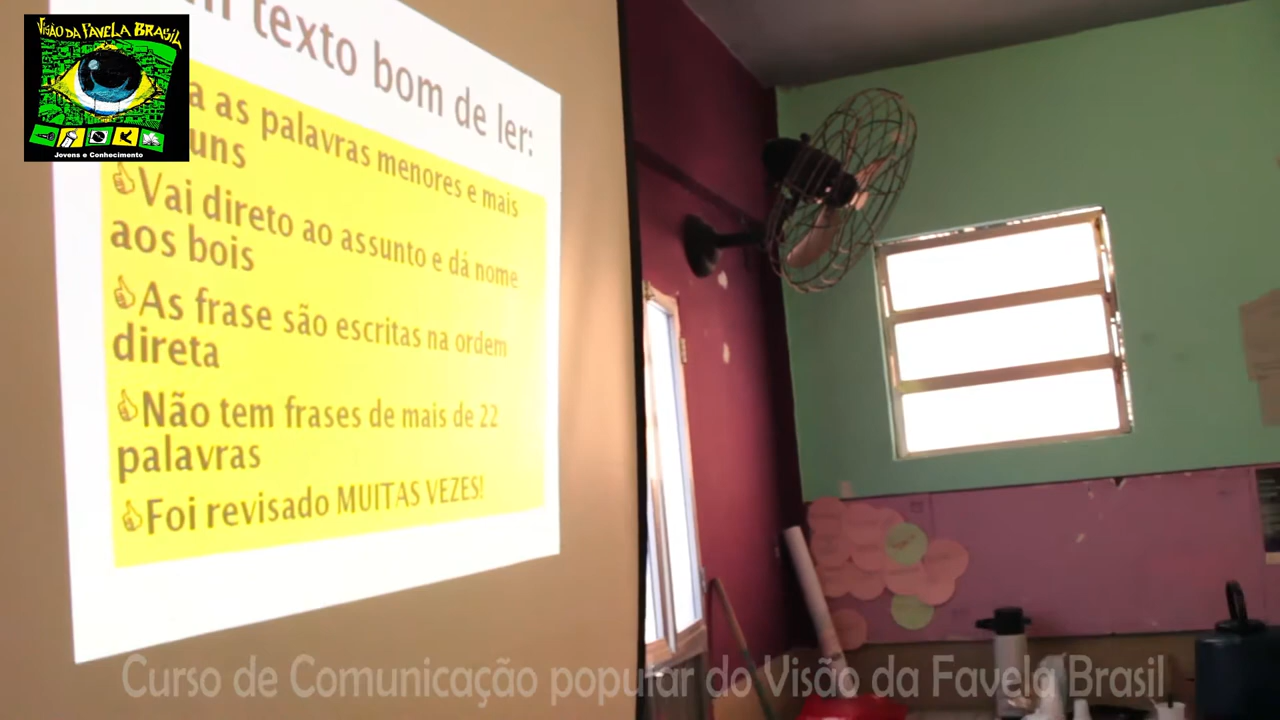 VISÃO DA FAVELA BRASIL
Jovens e Conhecimento
texto bom de ler:
a as palavras menores e mais
uns
Vai direto ao assunto e dá nome
aos bois
As frase são escritas na ordem
direta
Não tem frases de mais de 22
palavras
Foi revisado MUITAS VEZES!
Curso de Comunicação popular do Visão da Favela Brasil